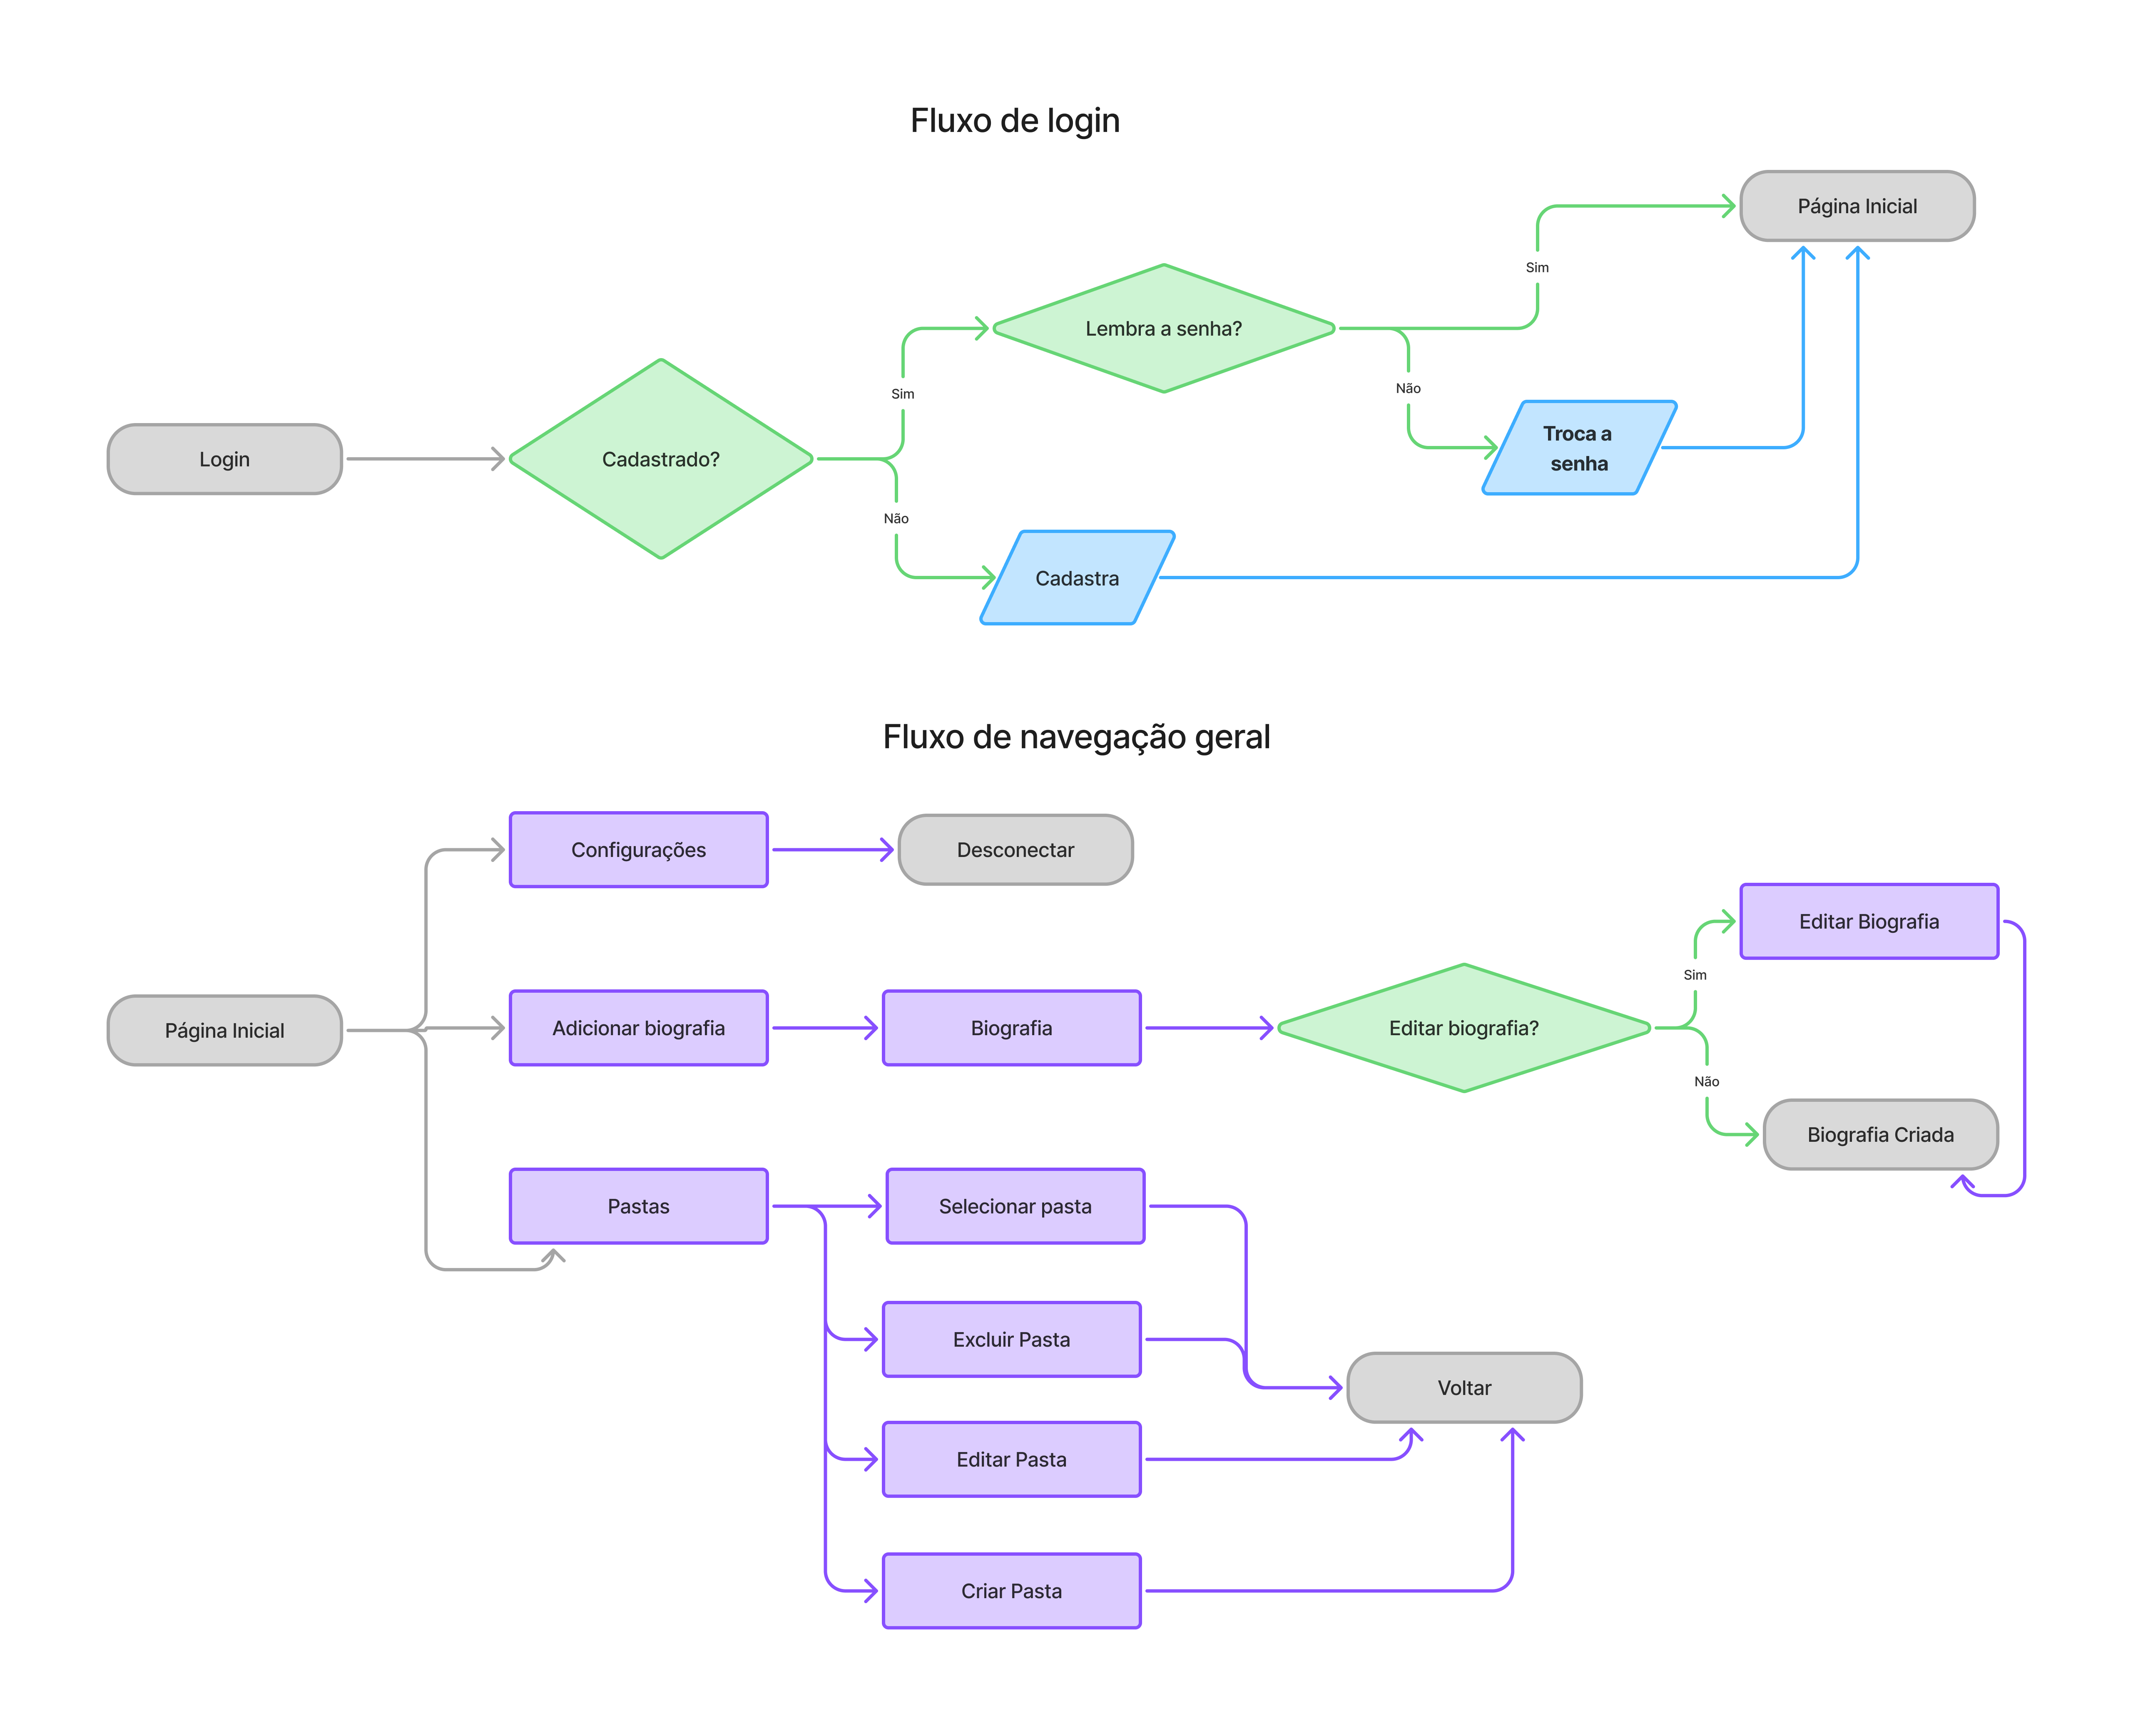 Fluxo de login
Página Inicial
Sim
Lembra a senha?
Não
Troca a
senha
Sim
Login
Cadastrado?
Não
Cadastra
Fluxo de navegação geral
Configurações
Desconectar
Editar Biografia
Sim
Página Inicial
Adicionar biografia
Biografia
Editar biografia?
Não
Biografia Criada
Pastas
Selecionar pasta
Excluir Pasta
Voltar
Editar Pasta
Criar Pasta